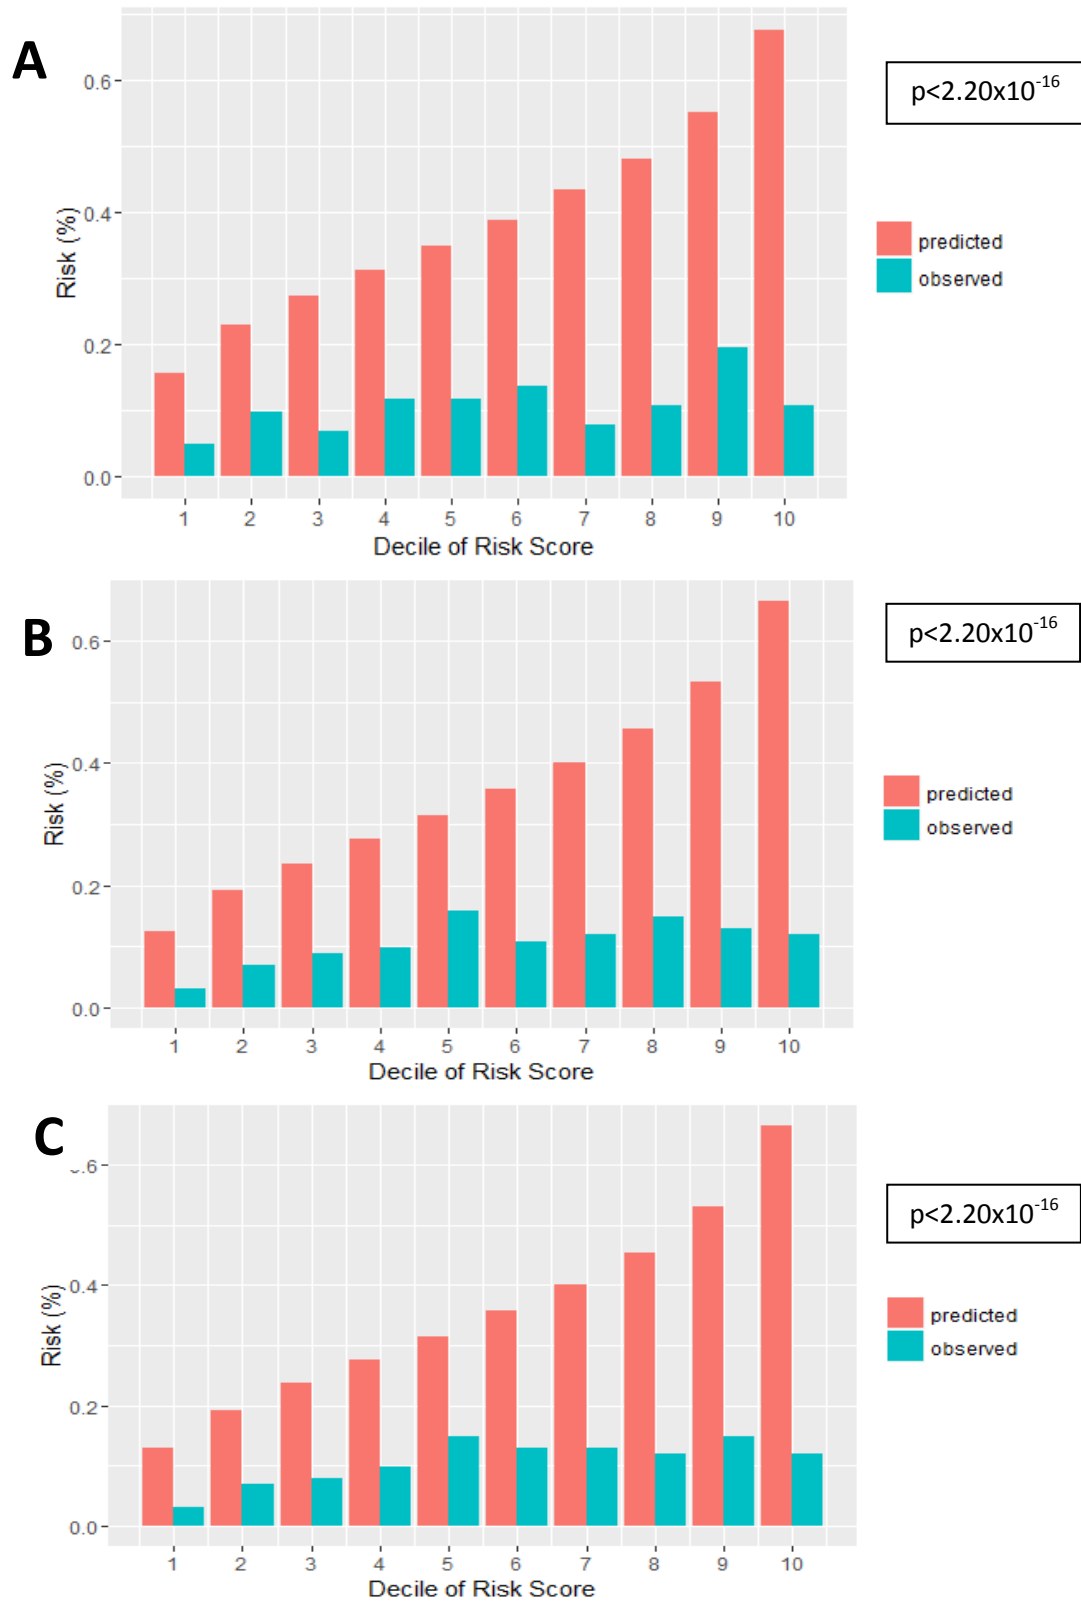 A
p<2.20x10^-16
0.6
0.4
0.2
0.0
Risk (%)
predicted
observed
1 2 3 4 5 6 7 8 9 10
Decile of Risk Score
B
p<2.20x10^-16
0.6
0.4
0.2
0.0
Risk (%)
predicted
observed
1 2 3 4 5 6 7 8 9 10
Decile of Risk Score
C
p<2.20x10^-16
.6
0.4
0.2
0.0
Risk (%)
predicted
observed
1 2 3 4 5 6 7 8 9 10
Decile of Risk Score